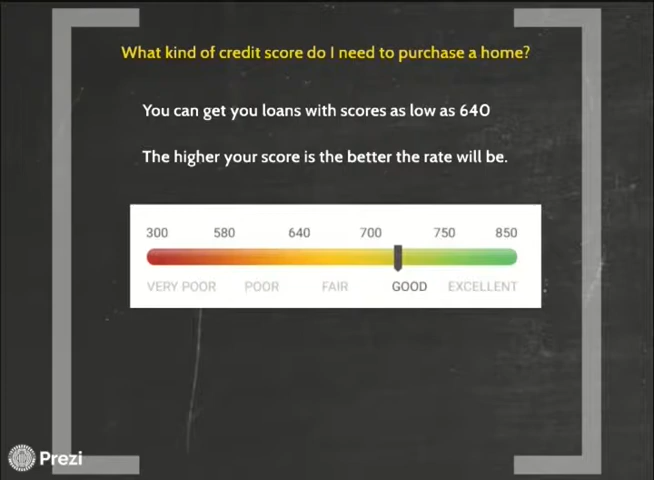 What kind of credit score do I need to purchase a home?
You can get you loans with scores as low as 640
The higher your score is the better the rate will be.
300 580 640 700 750 850
VERY POOR POOR FAIR GOOD EXCELLENT
Prezi